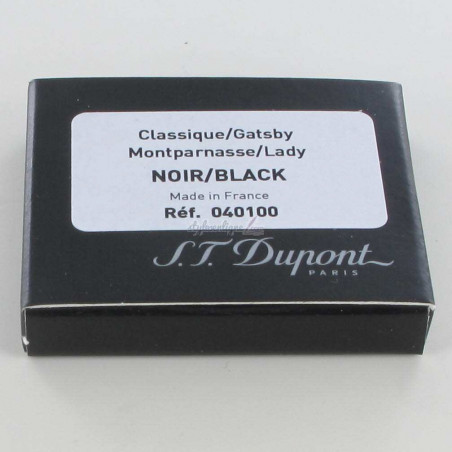 Classique/Gatsby
Montparnasse/Lady
NOIR/BLACK
Made in France
Réf. 040100
S.T. Dupont
PARIS